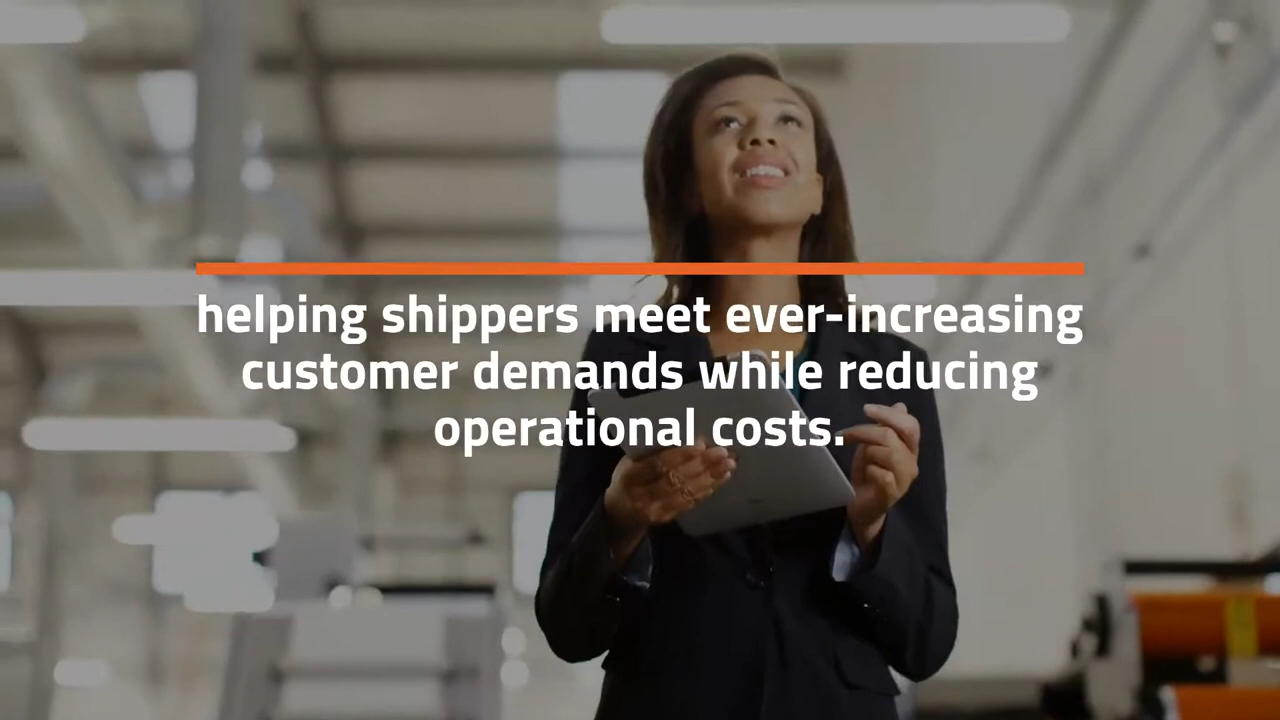 helping shippers meet ever-increasing
customer demands while reducing
operational costs.